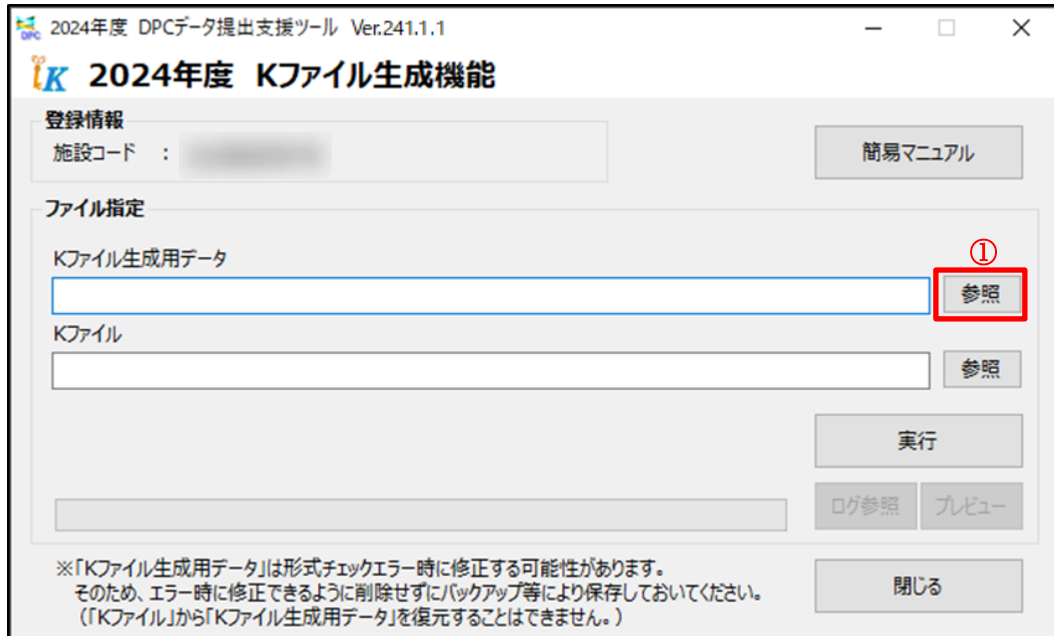 2024年度 DPCデータ提出支援ツール Ver.241.1.1
iK 2024年度 Kファイル生成機能
登録情報
施設コード :
簡易マニュアル
ファイル指定
Kファイル生成用データ
①
参照
Kファイル
参照
実行
ログ参照 プレビュー
※「Kファイル生成用データ」は形式チェックエラー時に修正する可能性があります。
そのため、エラー時に修正できるように削除せずにバックアップ等により保存しておいてください。
(「Kファイル」から「Kファイル生成用データ」を復元することはできません。)
閉じる